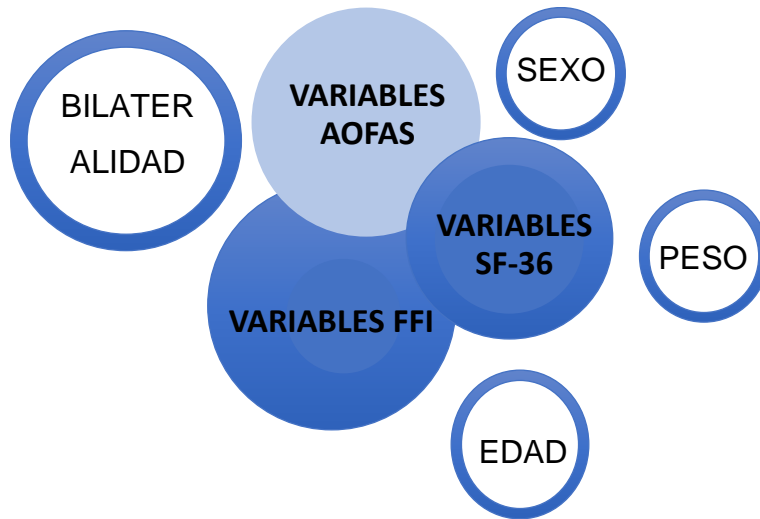 BILATER
ALIDAD
VARIABLES
AOFAS
SEXO
VARIABLES
SF-36
PESO
VARIABLES FFI
EDAD